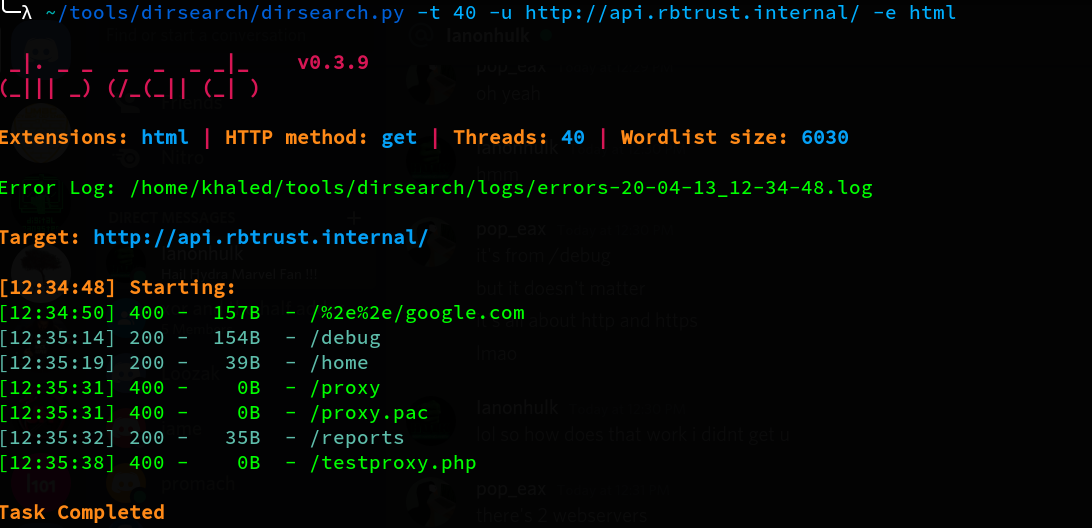 ╰─λ ~/tools/dirsearch/dirsearch.py -t 40 -u http://api.rbtrust.internal/ -e html
_|. _ _  _  _  _ _|_    v0.3.9
(_||| _) (/_(_|| (_| )
Extensions: html | HTTP method: get | Threads: 40 | Wordlist size: 6030
Error Log: /home/khaled/tools/dirsearch/logs/errors-20-04-13_12-34-48.log
Target: http://api.rbtrust.internal/
[12:34:48] Starting:
[12:34:50] 400 -  157B  - /%2e%2e/google.com
[12:35:14] 200 -  154B  - /debug
[12:35:19] 200 -   39B  - /home
[12:35:31] 400 -    0B  - /proxy
[12:35:31] 400 -    0B  - /proxy.pac
[12:35:32] 200 -   35B  - /reports
[12:35:38] 400 -    0B  - /testproxy.php
Task Completed
lanonhulk
pop_eax
oh yeah
Nitro
DIRECT MESSAGES
lanonhulk
Hail Hydra Marvel Fan !!!
pop_eax
it's from /debug
but it doesn't matter
about http and https
lmao
lanonhulk
lol so how does that work i didnt get u
promach
pop_eax
there's 2 webservers